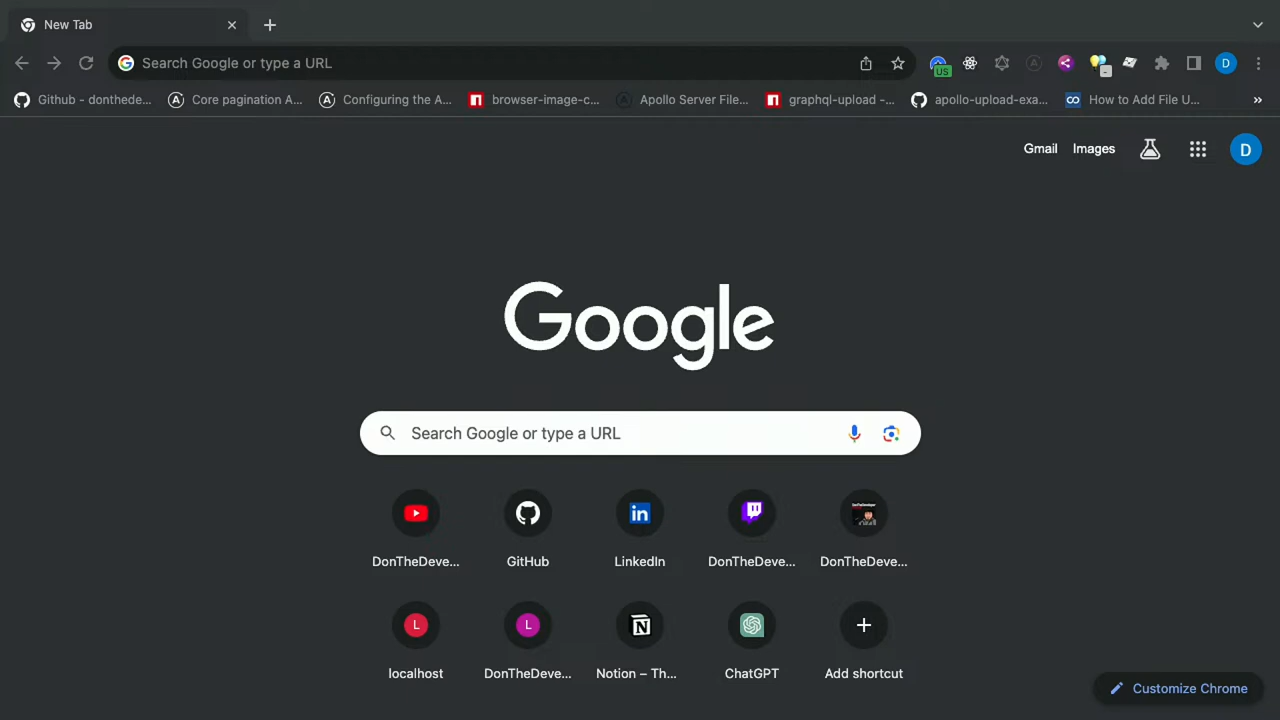 New Tab
Search Google or type a URL
US
D
Github - donthede...
Core pagination A...
Configuring the A...
browser-image-c...
Apollo Server File...
graphql-upload -...
apollo-upload-exa...
How to Add File U...
»
Gmail
Images
D
Google
Search Google or type a URL
DonTheDeve...
GitHub
LinkedIn
DonTheDeve...
DonTheDeve...
L
L
localhost
DonTheDeve...
Notion – Th...
ChatGPT
Add shortcut
Customize Chrome